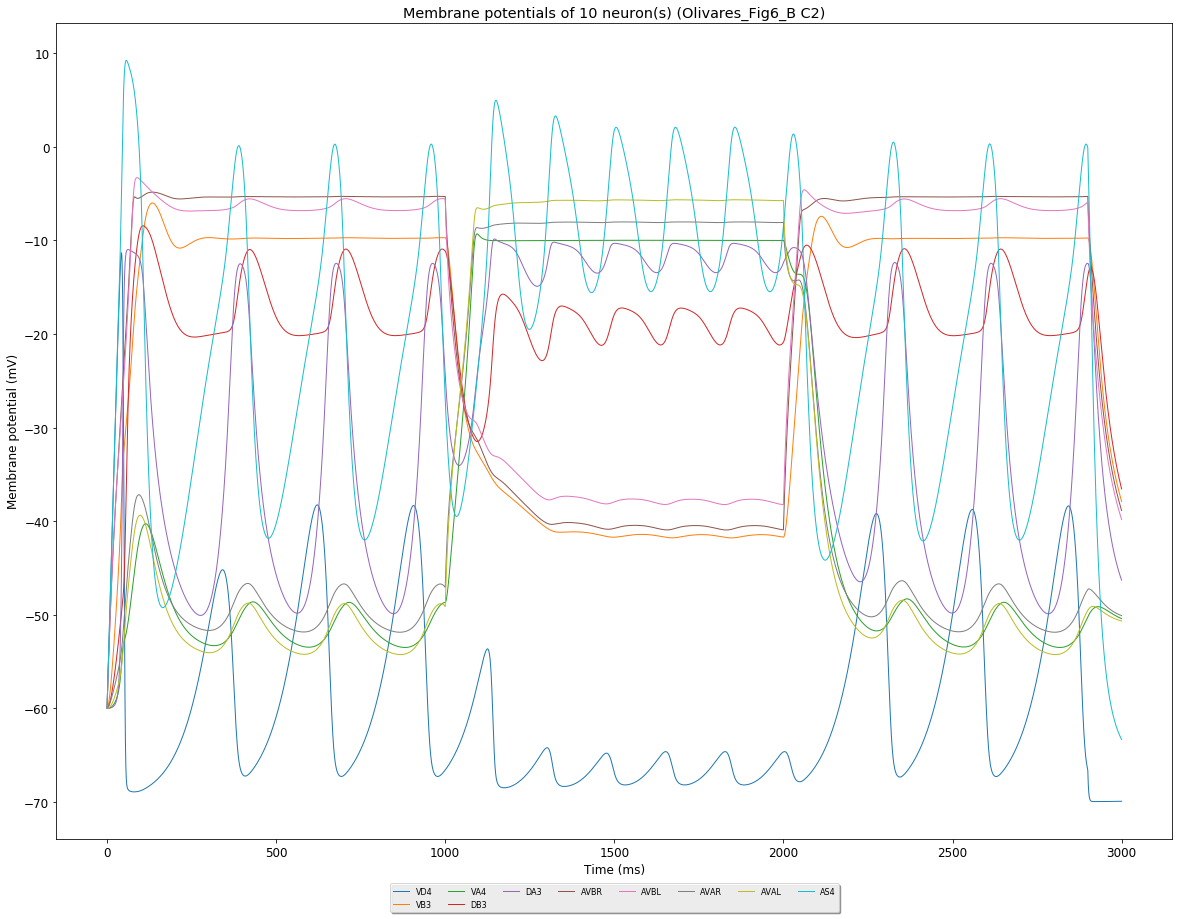 Membrane potentials of 10 neuron(s) (Olivares_Fig6_B C2)
10
0
−10
−20
−30
−40
−50
−60
−70
Membrane potential (mV)
0 500 1000 1500 2000 2500 3000
Time (ms)
VD4 VA4 DA3 AVBR AVBL AVAR AVAL AS4
VB3 DB3